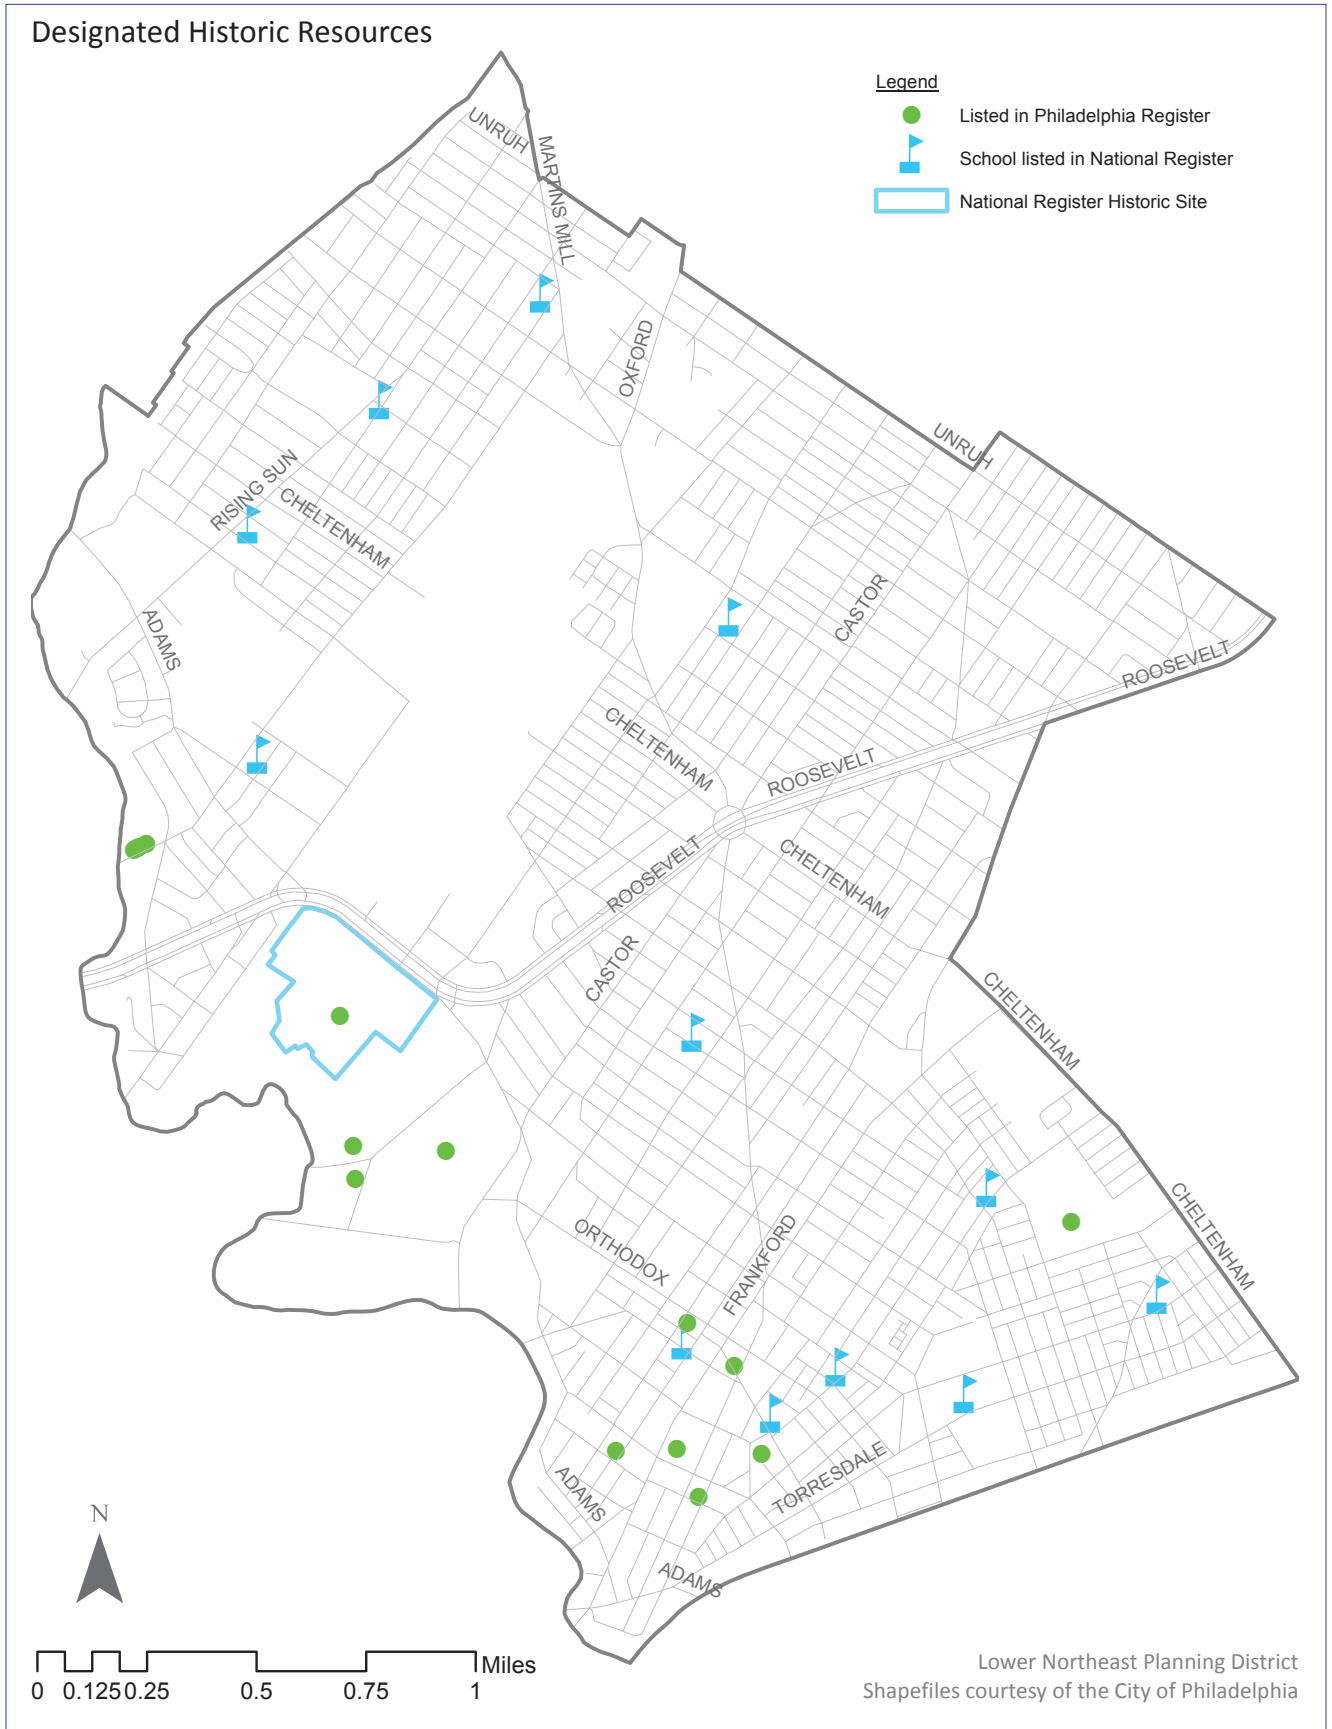 Designated Historic Resources
Legend
Listed in Philadelphia Register
School listed in National Register
National Register Historic Site
UNRUH
MARTINS MILL
OXFORD
UNRUH
RISING SUN
CHELTENHAM
CASTOR
ADAMS
ROOSEVELT
CHELTENHAM
ROOSEVELT
ROOSEVELT
CHELTENHAM
CASTOR
CHELTENHAM
CHELTENHAM
ORTHODOX
FRANKFORD
TORRESDALE
ADAMS
ADAMS
N
Miles
0 0.125 0.25 0.5 0.75 1
Lower Northeast Planning District
Shapefiles courtesy of the City of Philadelphia